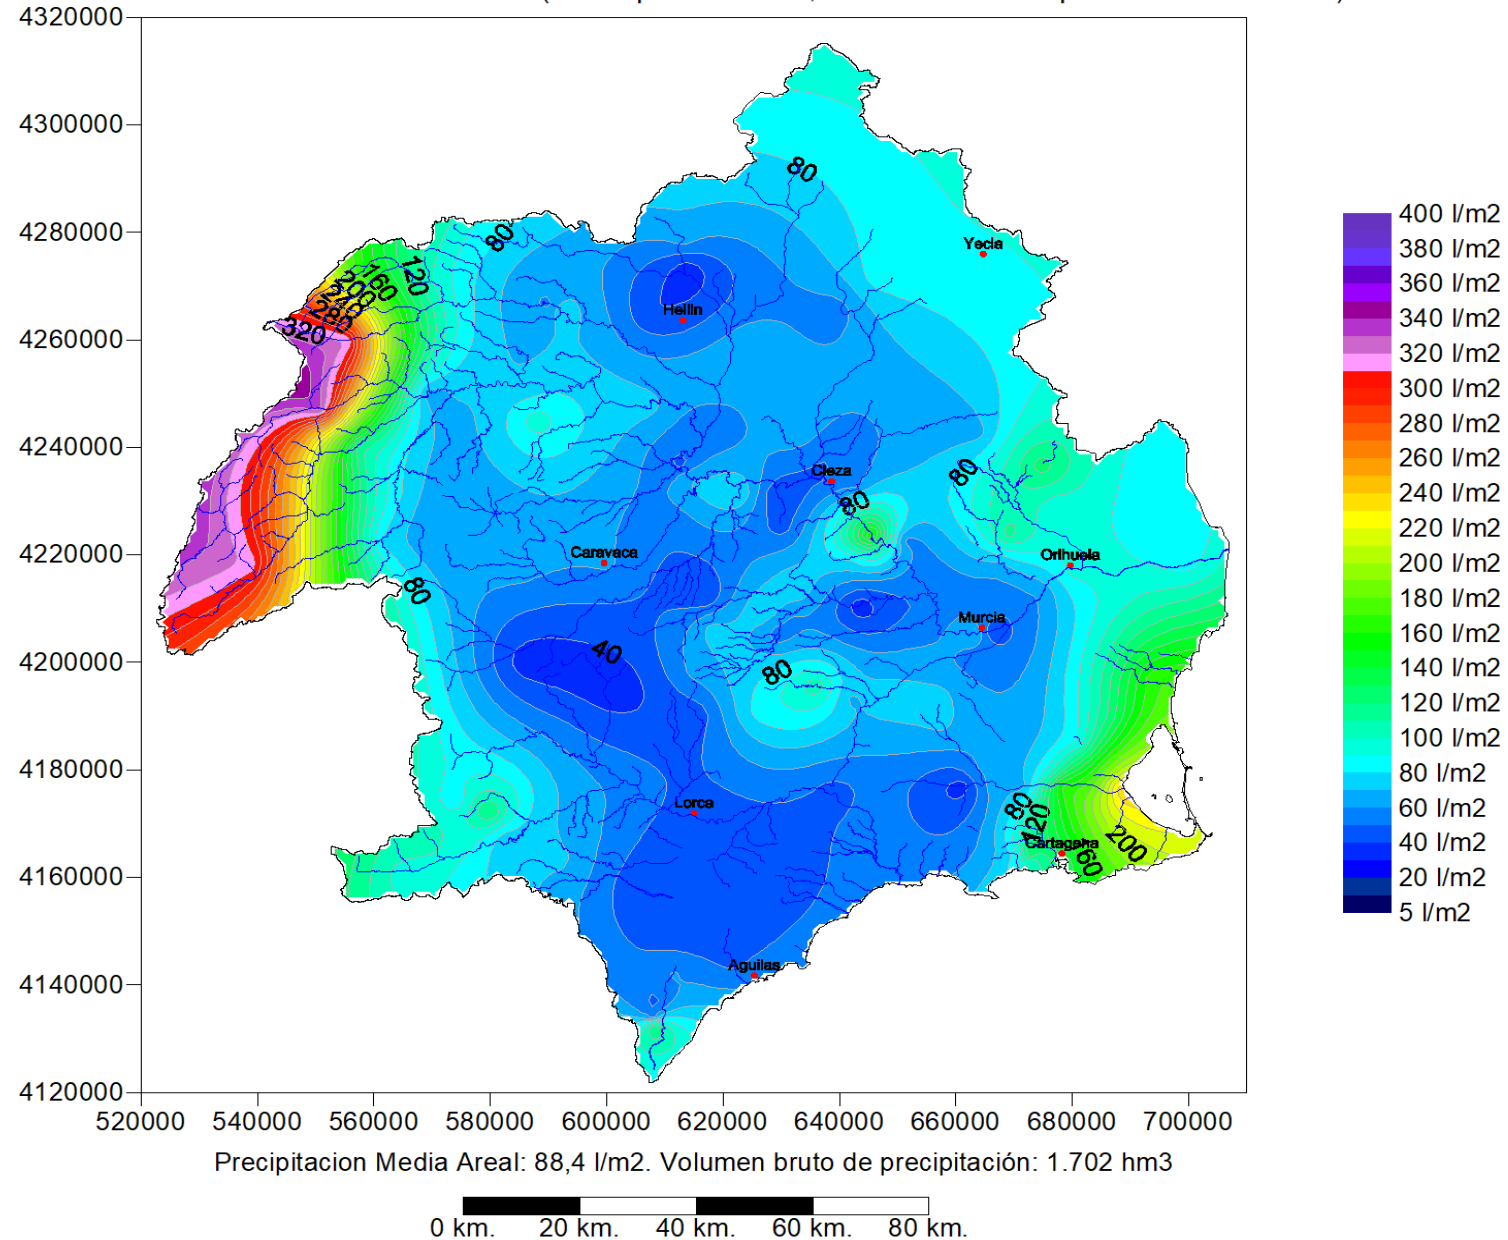 4320000
4300000
4280000
4260000
4240000
4220000
4200000
4180000
4160000
4140000
4120000
520000 540000 560000 580000 600000 620000 640000 660000 680000 700000
80
80
Yecla
120
160
280
320
Hellin
Cieza
80
80
Caravaca
Orihuela
80
Murcia
40
80
Lorca
80
120
Cartagena
160
200
Aguilas
400 l/m2
380 l/m2
360 l/m2
340 l/m2
320 l/m2
300 l/m2
280 l/m2
260 l/m2
240 l/m2
220 l/m2
200 l/m2
180 l/m2
160 l/m2
140 l/m2
120 l/m2
100 l/m2
80 l/m2
60 l/m2
40 l/m2
20 l/m2
5 l/m2
Precipitacion Media Areal: 88,4 l/m2. Volumen bruto de precipitación: 1.702 hm3
0 km. 20 km. 40 km. 60 km. 80 km.